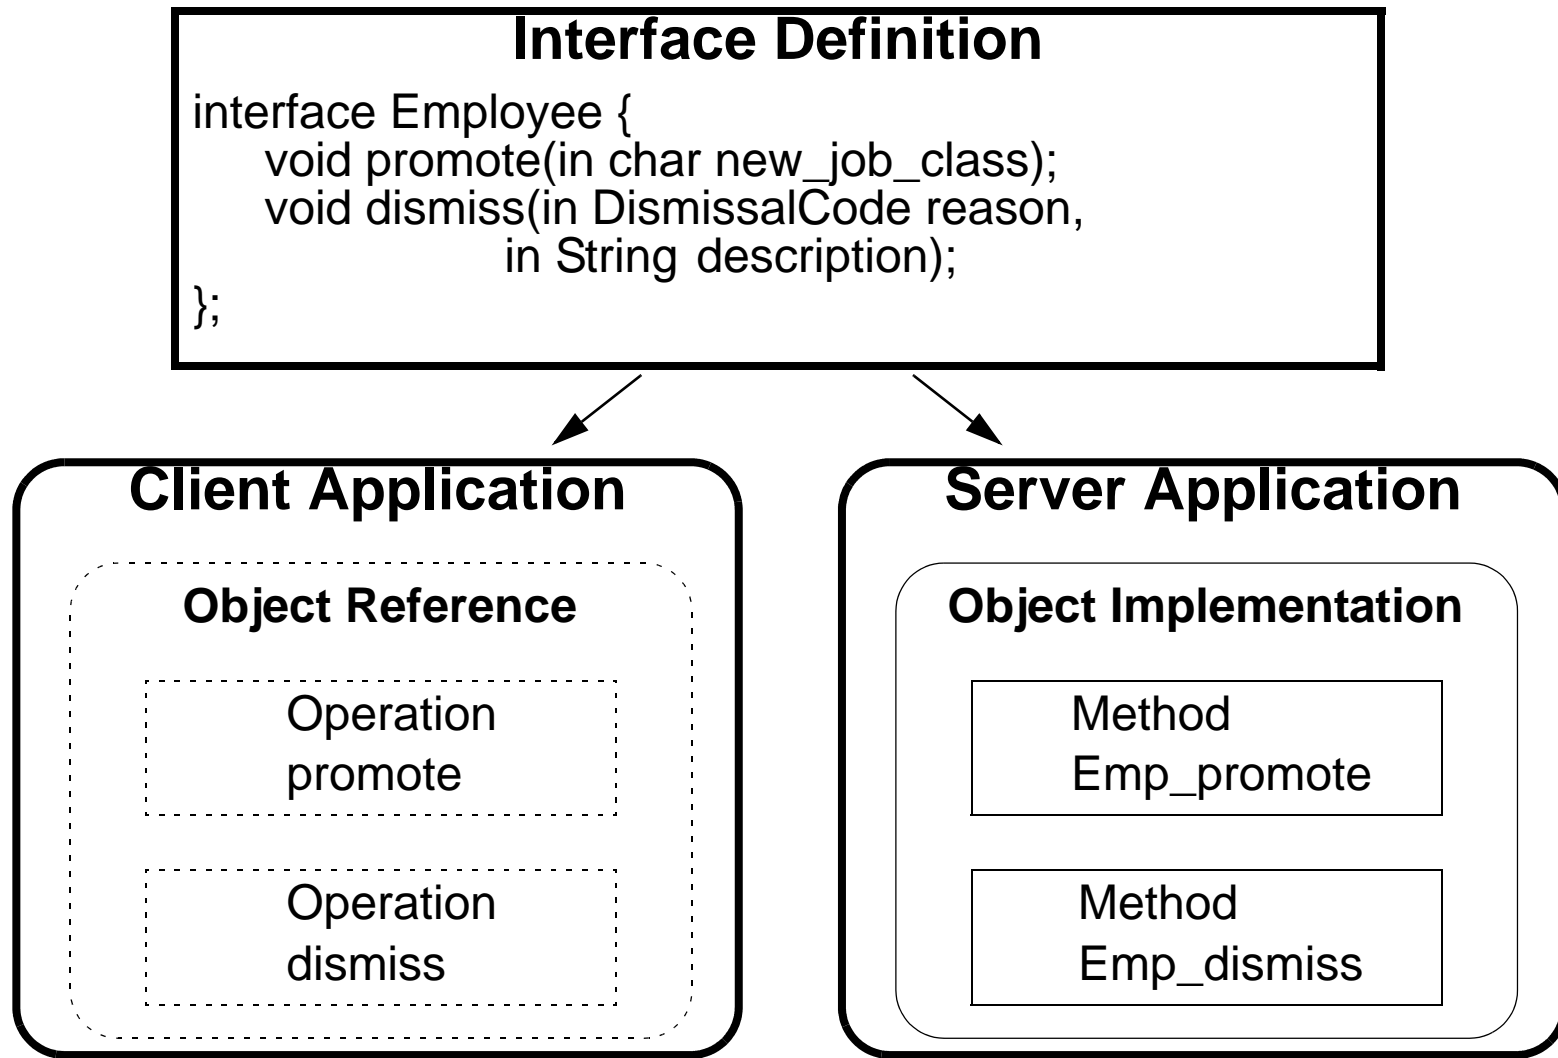 Interface Definition
interface Employee {
void promote(in char new_job_class);
void dismiss(in DismissalCode reason,
in String description);
};
Client Application
Object Reference
Operation
promote
Operation
dismiss
Server Application
Object Implementation
Method
Emp_promote
Method
Emp_dismiss